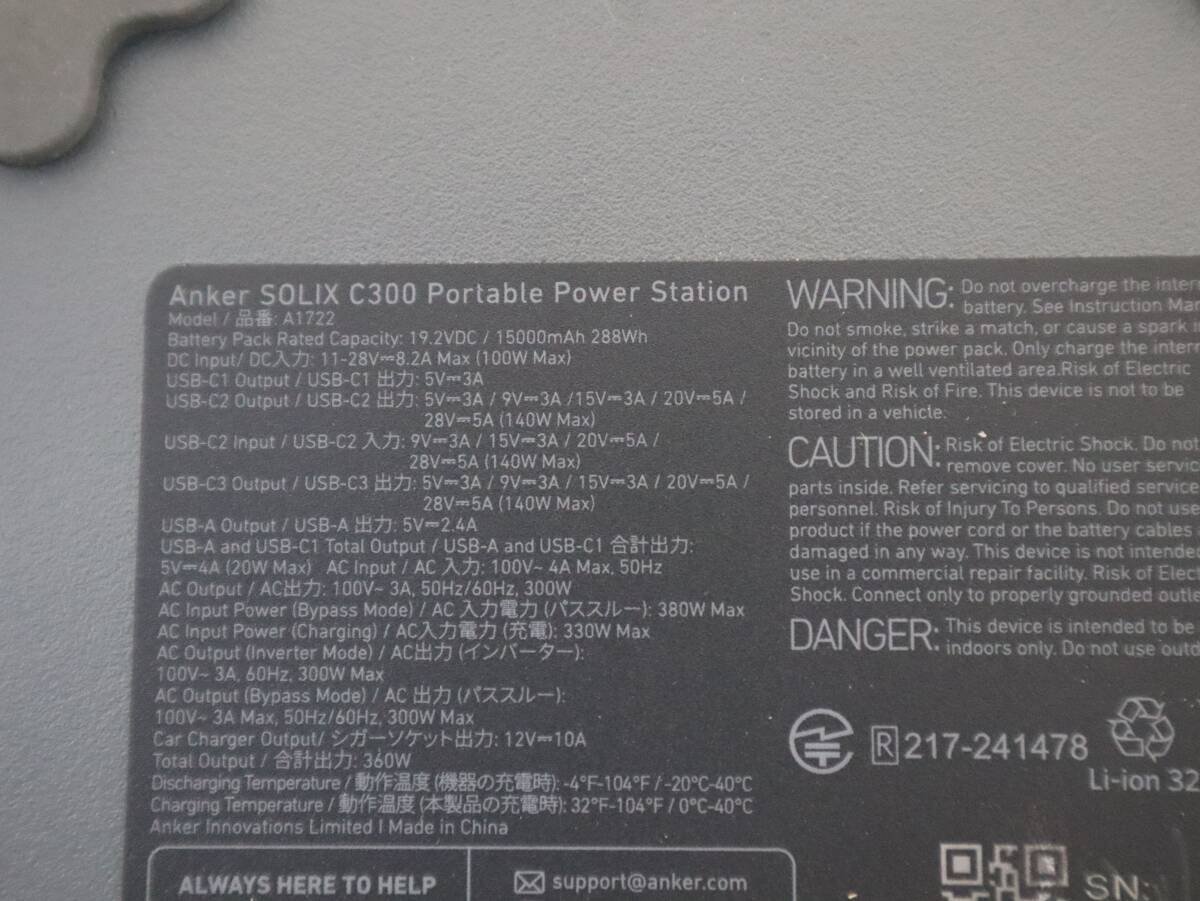 Anker SOLIX C300 Portable Power Station
Model / 品番: A1722
Battery Pack Rated Capacity: 19.2VDC / 15000mAh 288Wh
DC Input/ DC入力: 11-28V⎓8.2A Max (100W Max)
USB-C1 Output / USB-C1 出力: 5V⎓3A
USB-C2 Output / USB-C2 出力: 5V⎓3A / 9V⎓3A /15V⎓3A / 20V⎓5A /
28V⎓5A (140W Max)
USB-C2 Input / USB-C2 入力: 9V⎓3A / 15V⎓3A / 20V⎓5A /
28V⎓5A (140W Max)
USB-C3 Output / USB-C3 出力: 5V⎓3A / 9V⎓3A / 15V⎓3A / 20V⎓5A /
28V⎓5A (140W Max)
USB-A Output / USB-A 出力: 5V⎓2.4A
USB-A and USB-C1 Total Output / USB-A and USB-C1 合計出力:
5V⎓4A (20W Max) AC Input / AC 入力: 100V~ 4A Max, 50Hz
AC Output / AC出力: 100V~ 3A, 50Hz/60Hz, 300W
AC Input Power (Bypass Mode) / AC 入力電力 (パススルー): 380W Max
AC Input Power (Charging) / AC入力電力 (充電): 330W Max
AC Output (Inverter Mode) / AC出力 (インバーター):
100V~ 3A, 60Hz, 300W Max
AC Output (Bypass Mode) / AC 出力 (パススルー):
100V~ 3A Max, 50Hz/60Hz, 300W Max
Car Charger Output/ シガーソケット出力: 12V⎓10A
Total Output / 合計出力: 360W
Discharging Temperature / 動作温度 (機器の充電時): -4°F-104°F / -20°C-40°C
Charging Temperature / 動作温度 (本製品の充電時): 32°F-104°F / 0°C-40°C
Anker Innovations Limited I Made in China
ALWAYS HERE TO HELP
support@anker.com
WARNING: Do not overcharge the
battery. See Instruction
Do not smoke, strike a match, or cause a spark
vicinity of the power pack. Only charge the
battery in a well ventilated area.Risk of Electric
Shock and Risk of Fire. This device is not to be
stored in a vehicle.
CAUTION: Risk of Electric Shock. Do not
remove cover. No user
parts inside. Refer servicing to qualified service
personnel. Risk of Injury To Persons. Do not use
product if the power cord or the battery cables
damaged in any way. This device is not
use in a commercial repair facility. Risk of
Shock. Connect only to properly grounded
DANGER: This device is intended to be
indoors only. Do not use
R 217-241478
Li-ion 32
SN: